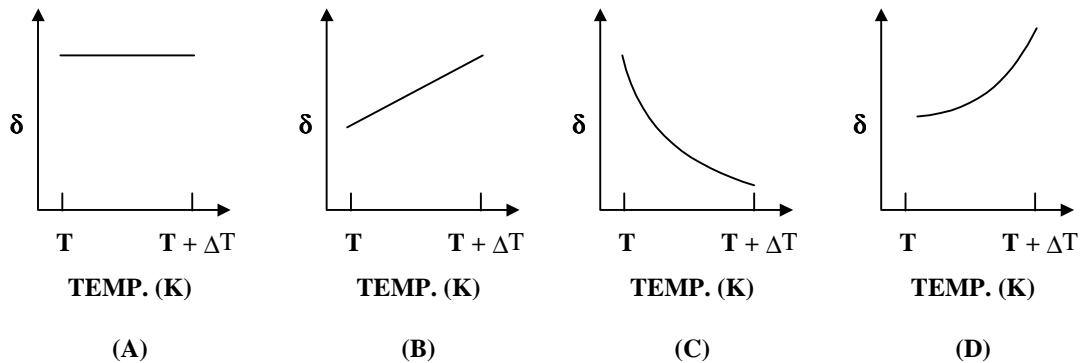 δ δ δ δ
T T + ΔT T T + ΔT T T + ΔT T T + ΔT
TEMP. (K) TEMP. (K) TEMP. (K) TEMP. (K)
(A) (B) (C) (D)